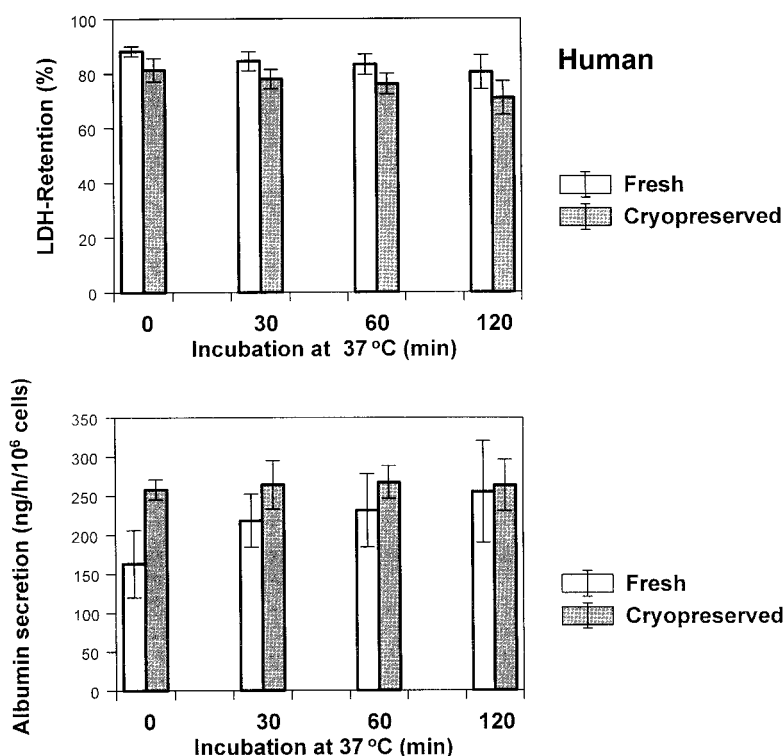 Human
LDH-Retention (%)
100
80
60
40
20
0
0 30 60 120
Incubation at 37 °C (min)
Fresh
Cryopreserved
Albumin secretion (ng/h/10⁶ cells)
350
300
250
200
150
100
50
0
0 30 60 120
Incubation at 37 °C (min)
Fresh
Cryopreserved